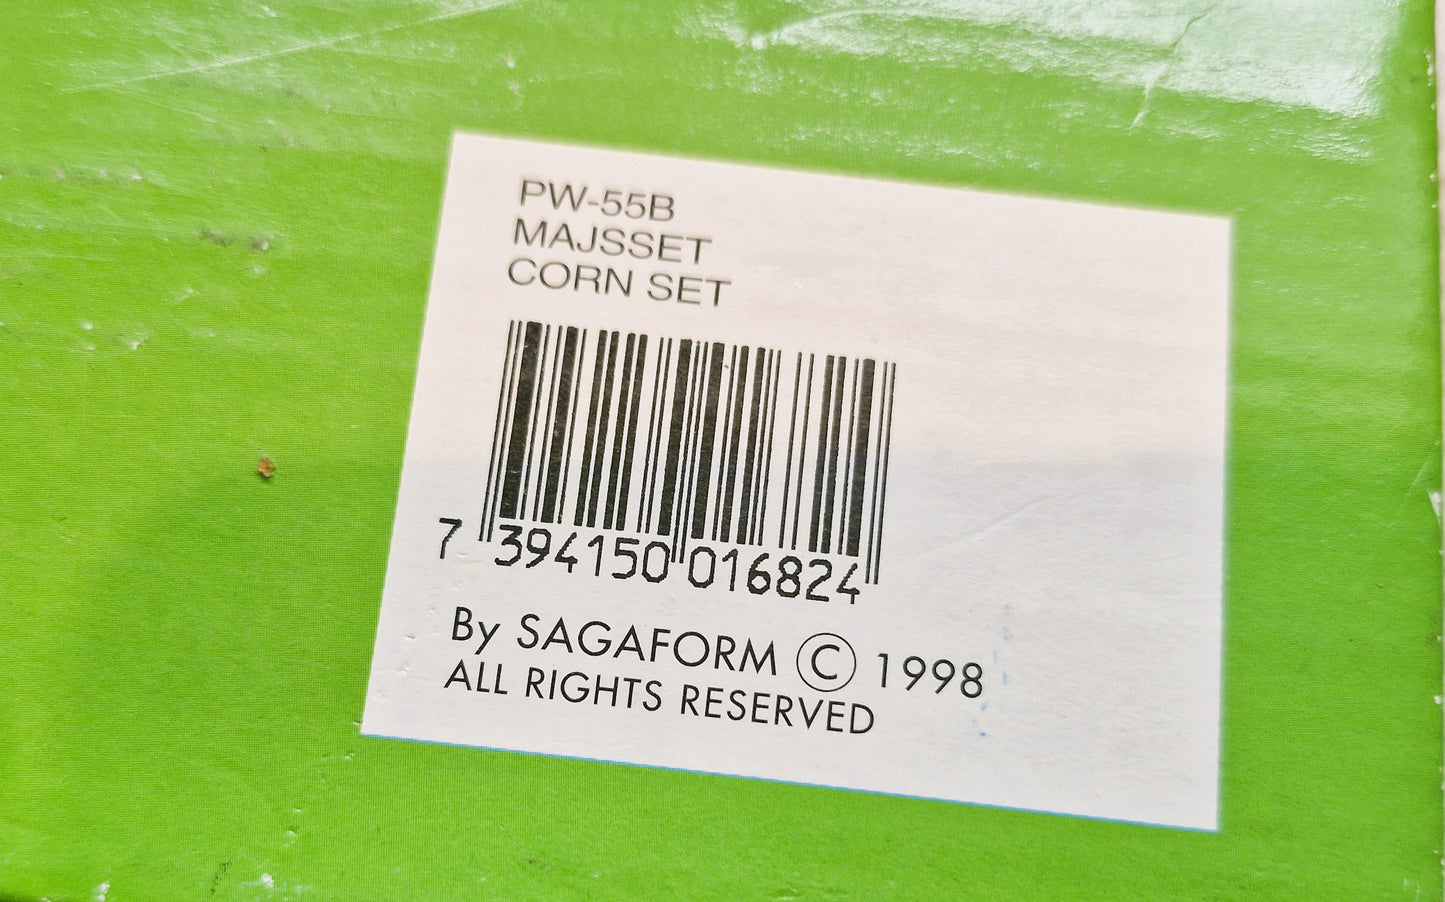 PW-55B
MAJSSET
CORN SET
7 394150 016824
By SAGAFORM © 1998
ALL RIGHTS RESERVED